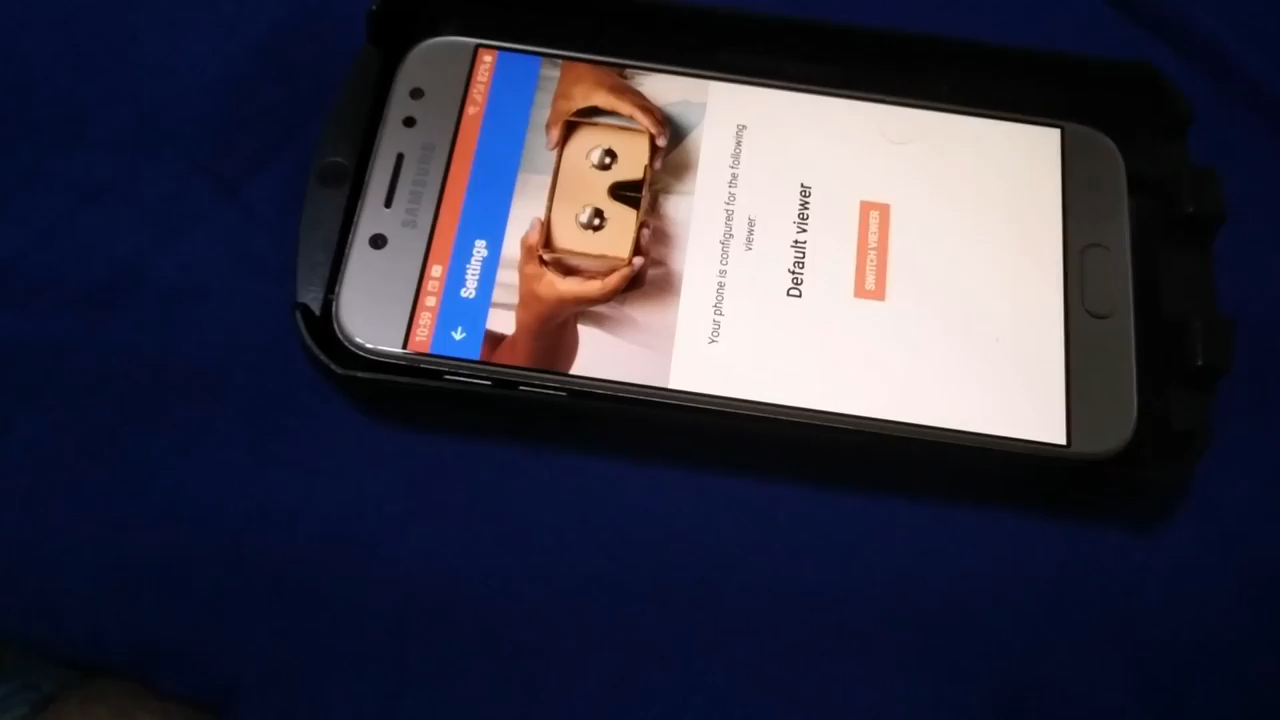 SAMSUNG
10:59
82%
Settings
Your phone is configured for the following
viewer:
Default viewer
SWITCH VIEWER